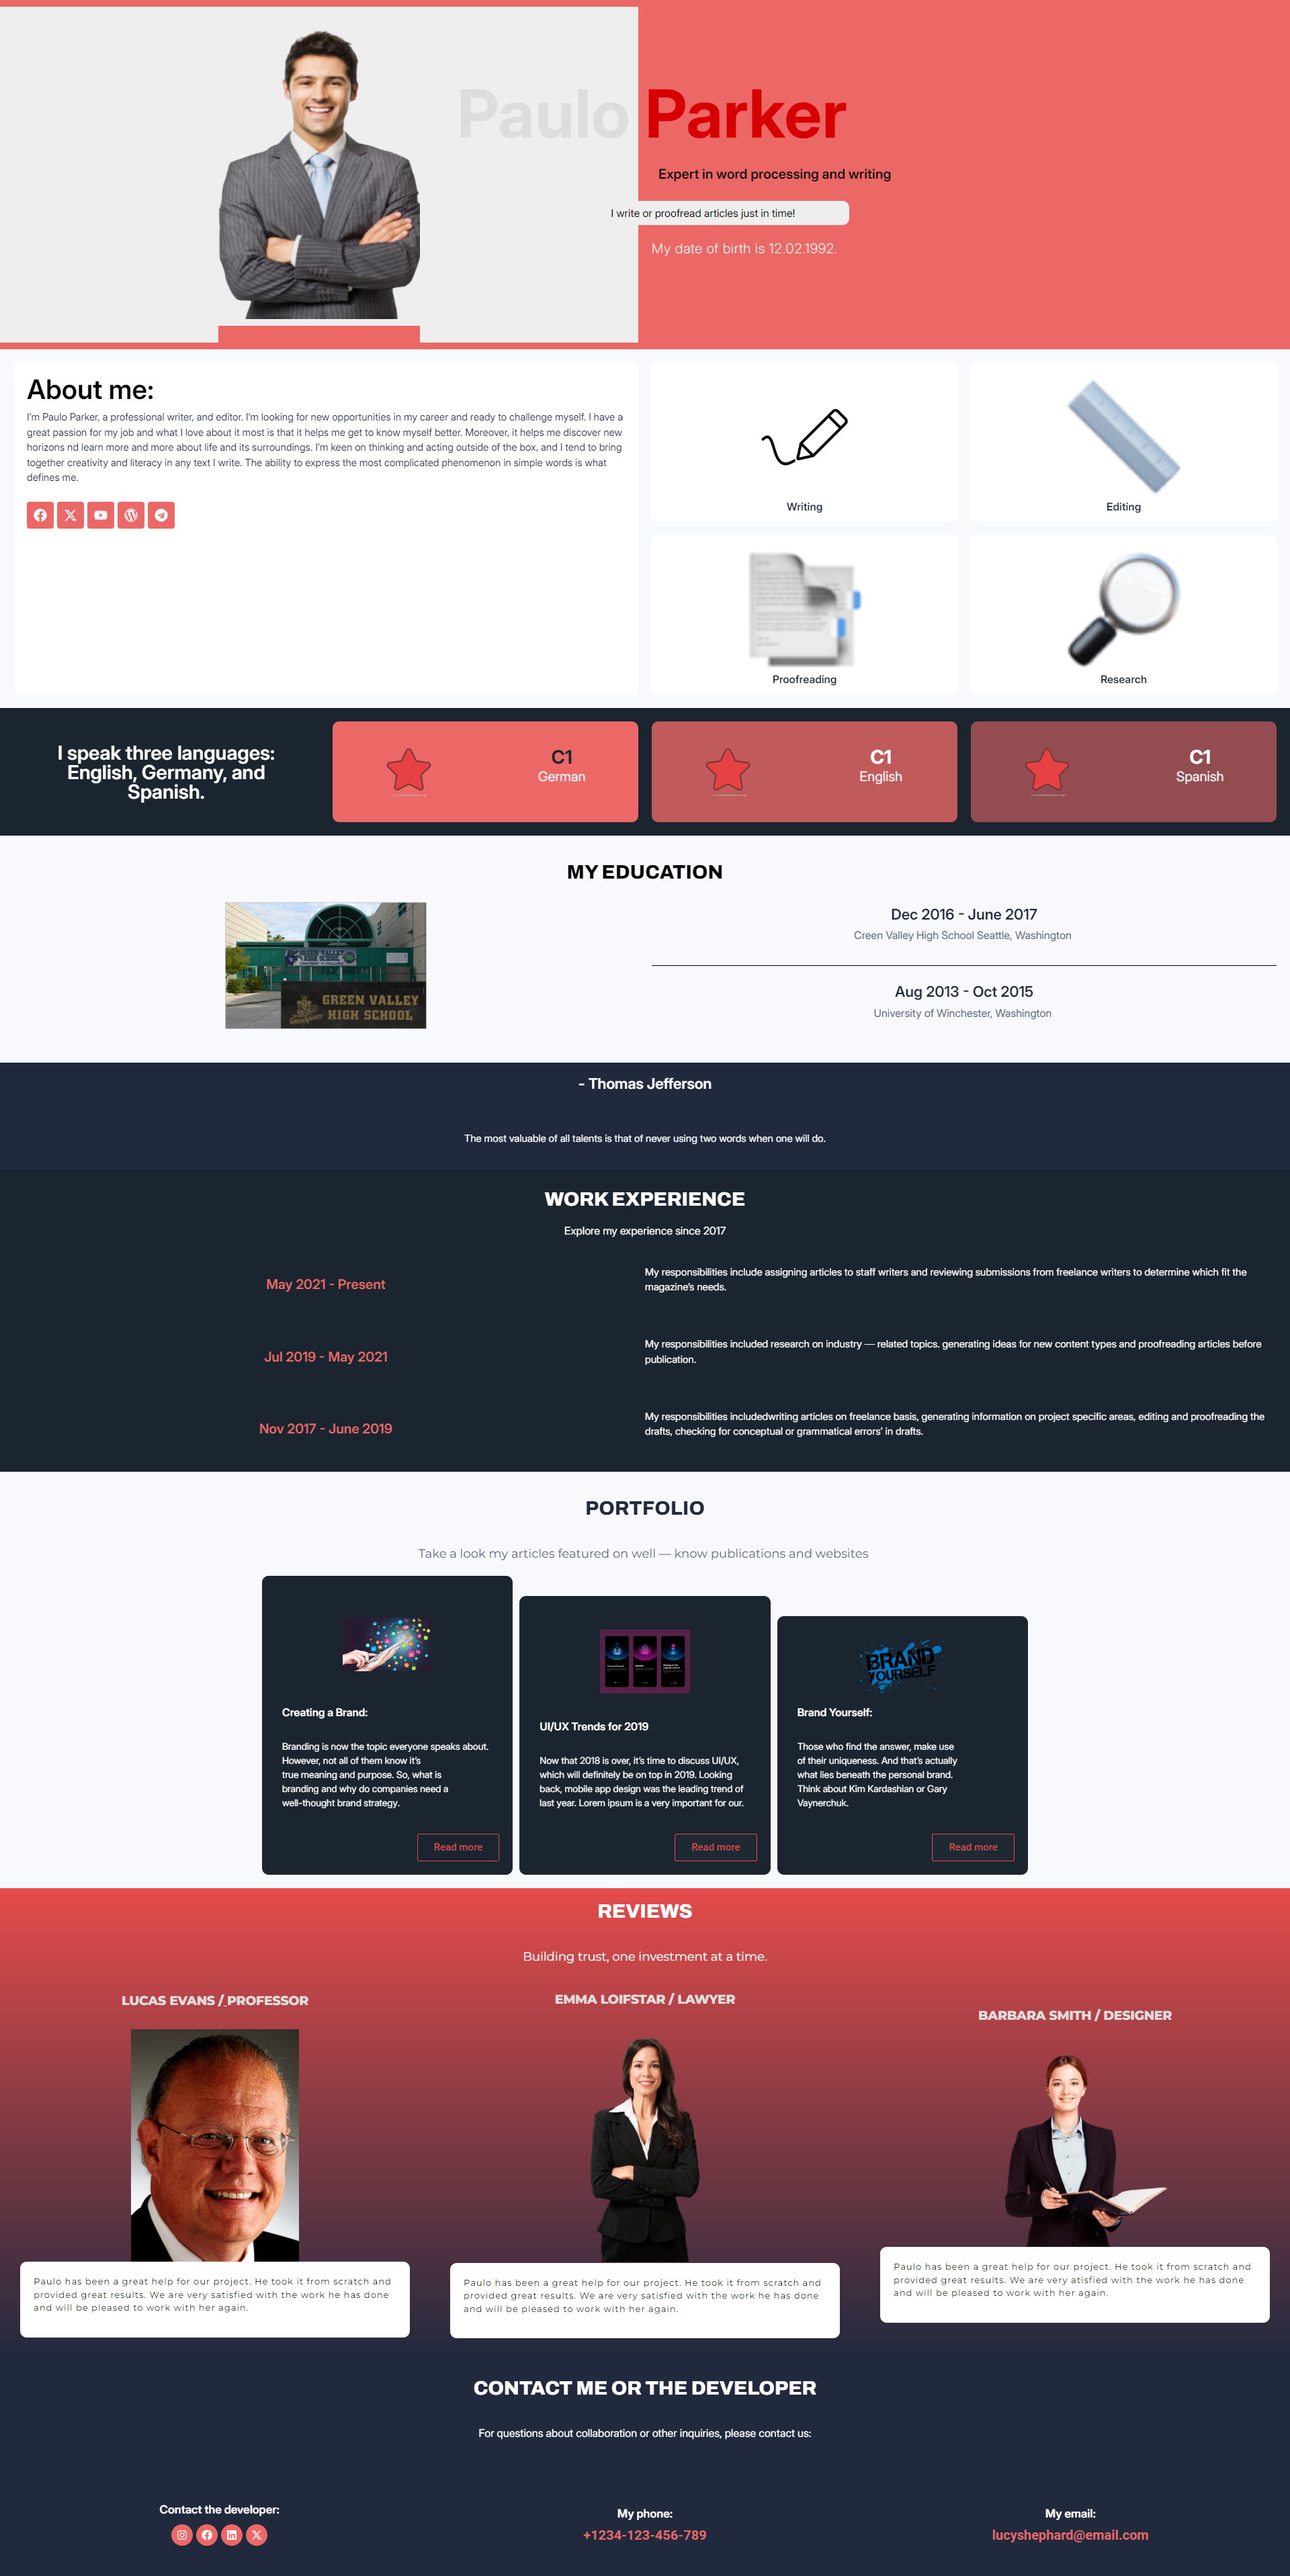 Paulo Parker
Expert in word processing and writing
I write or proofread articles just in time!
My date of birth is 12.02.1992.
About me:
I'm Paulo Parker, a professional writer, and editor. I'm looking for new opportunities in my career and ready to challenge myself. I have a
great passion for my job and what I love about it most is that it helps me get to know myself better. Moreover, it helps me discover new
horizons nd learn more and more about life and its surroundings. I'm keen on thinking and acting outside of the box, and I tend to bring
together creativity and literacy in any text I write. The ability to express the most complicated phenomenon in simple words is what
defines me.
Writing
Editing
Proofreading
Research
I speak three languages:
English, Germany, and
Spanish.
C1
German
C1
English
C1
Spanish
MY EDUCATION
GREEN VALLEY
HIGH SCHOOL
GREEN VALLEY
HIGH SCHOOL
Dec 2016 - June 2017
Creen Valley High School Seattle, Washington
Aug 2013 - Oct 2015
University of Winchester, Washington
- Thomas Jefferson
The most valuable of all talents is that of never using two words when one will do.
WORK EXPERIENCE
Explore my experience since 2017
May 2021 - Present
My responsibilities include assigning articles to staff writers and reviewing submissions from freelance writers to determine which fit the
magazine's needs.
Jul 2019 - May 2021
My responsibilities included research on industry — related topics. generating ideas for new content types and proofreading articles before
publication.
Nov 2017 - June 2019
My responsibilities includedwriting articles on freelance basis, generating information on project specific areas, editing and proofreading the
drafts, checking for conceptual or grammatical errors' in drafts.
PORTFOLIO
Take a look my articles featured on well — know publications and websites
Creating a Brand:
Branding is now the topic everyone speaks about.
However, not all of them know it's
true meaning and purpose. So, what is
branding and why do companies need a
well-thought brand strategy.
Read more
UI/UX Trends for 2019
Now that 2018 is over, it's time to discuss UI/UX,
which will definitely be on top in 2019. Looking
back, mobile app design was the leading trend of
last year. Lorem ipsum is a very important for our.
Read more
BRAND
YOURSELF
Brand Yourself:
Those who find the answer, make use
of their uniqueness. And that's actually
what lies beneath the personal brand.
Think about Kim Kardashian or Gary
Vaynerchuk.
Read more
REVIEWS
Building trust, one investment at a time.
LUCAS EVANS / PROFESSOR
Paulo has been a great help for our project. He took it from scratch and
provided great results. We are very satisfied with the work he has done
and will be pleased to work with her again.
EMMA LOIFSTAR / LAWYER
Paulo has been a great help for our project. He took it from scratch and
provided great results. We are very satisfied with the work he has done
and will be pleased to work with her again.
BARBARA SMITH / DESIGNER
Paulo has been a great help for our project. He took it from scratch and
provided great results. We are very atisfied with the work he has done
and will be pleased to work with her again.
CONTACT ME OR THE DEVELOPER
For questions about collaboration or other inquiries, please contact us:
Contact the developer:
My phone:
+1234-123-456-789
My email:
lucyshephard@email.com